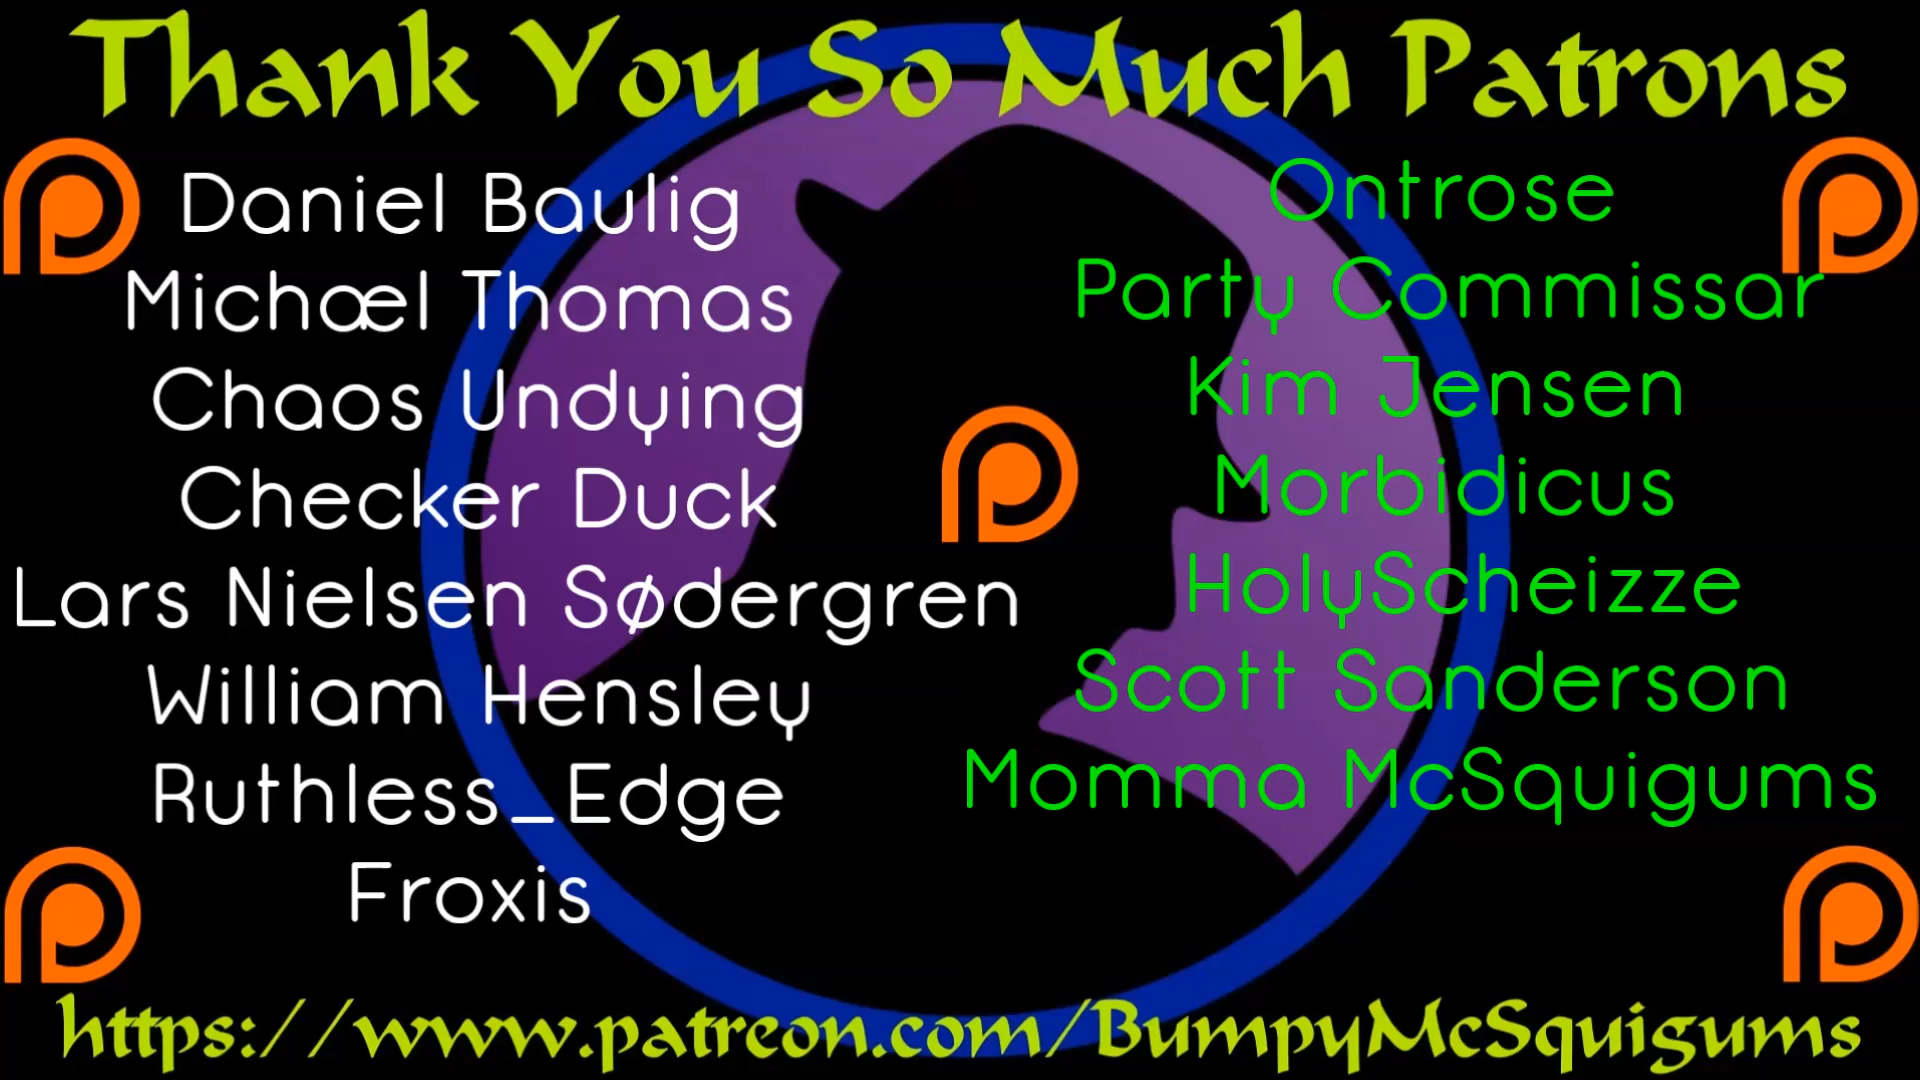 Thank You So Much Patrons
Daniel Baulig
Michæl Thomas
Chaos Undying
Checker Duck
Lars Nielsen Sødergren
William Hensley
Ruthless_Edge
Froxis
Ontrose
Party Commissar
Kim Jensen
Morbidicus
HolyScheizze
Scott Sanderson
Momma McSquigums
https://www.patreon.com/BumpyMcSquigums